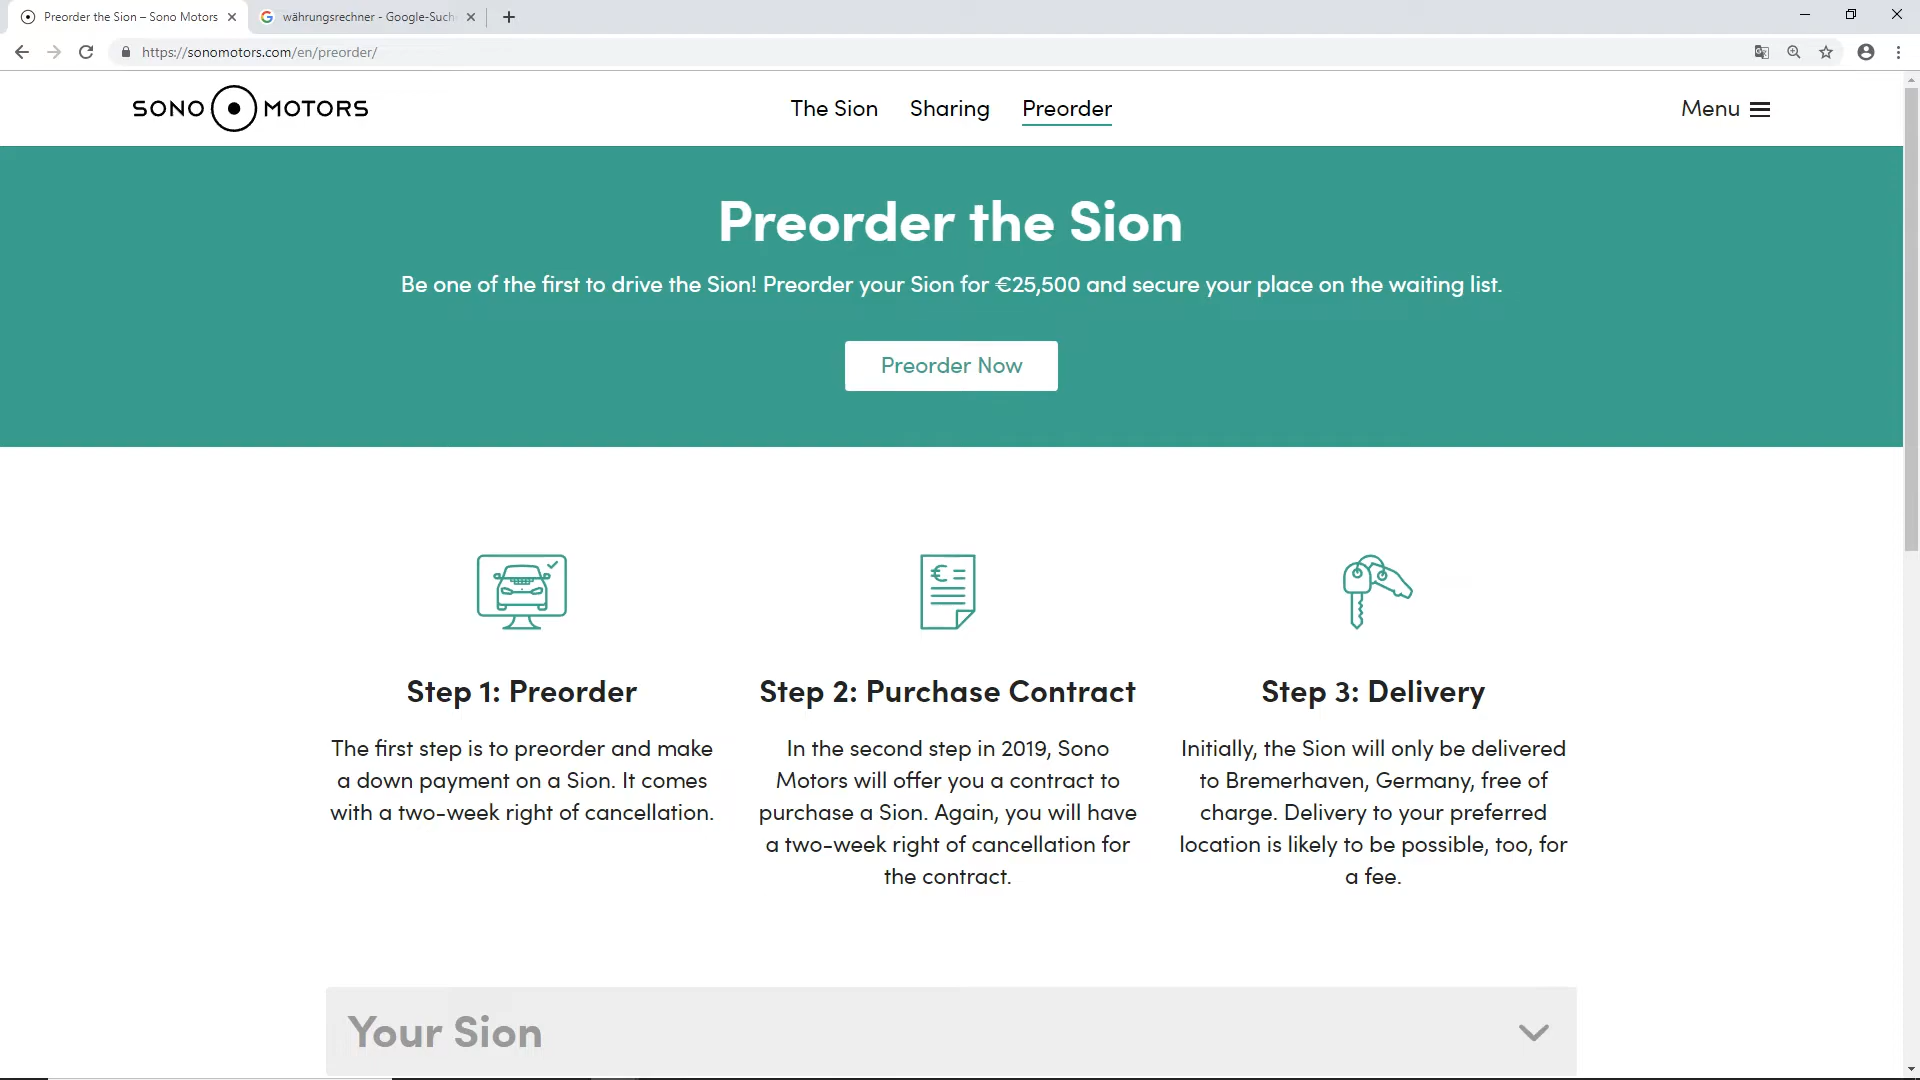 Preorder the Sion – Sono Motors
währungsrechner - Google-Such
https://sonomotors.com/en/preorder/
SONO MOTORS
The Sion
Sharing
Preorder
Menu
Preorder the Sion
Be one of the first to drive the Sion! Preorder your Sion for €25,500 and secure your place on the waiting list.
Preorder Now
Step 1: Preorder
The first step is to preorder and make
a down payment on a Sion. It comes
with a two-week right of cancellation.
Step 2: Purchase Contract
In the second step in 2019, Sono
Motors will offer you a contract to
purchase a Sion. Again, you will have
a two-week right of cancellation for
the contract.
Step 3: Delivery
Initially, the Sion will only be delivered
to Bremerhaven, Germany, free of
charge. Delivery to your preferred
location is likely to be possible, too, for
a fee.
Your Sion